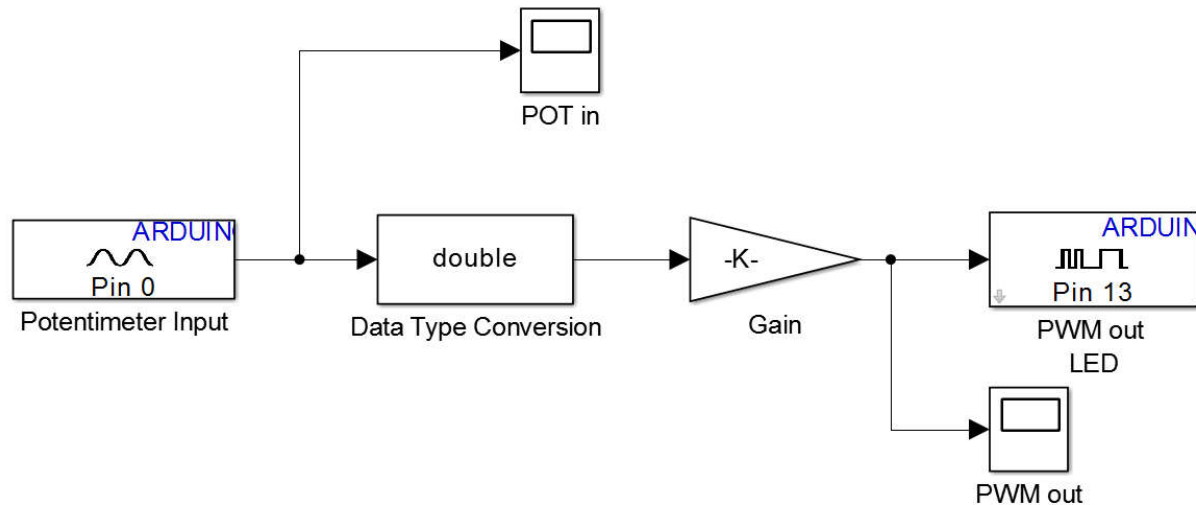 POT in
ARDUINO
Pin 0
Potentimeter Input
double
Data Type Conversion
-K-
Gain
ARDUIN
Pin 13
PWM out
LED
PWM out